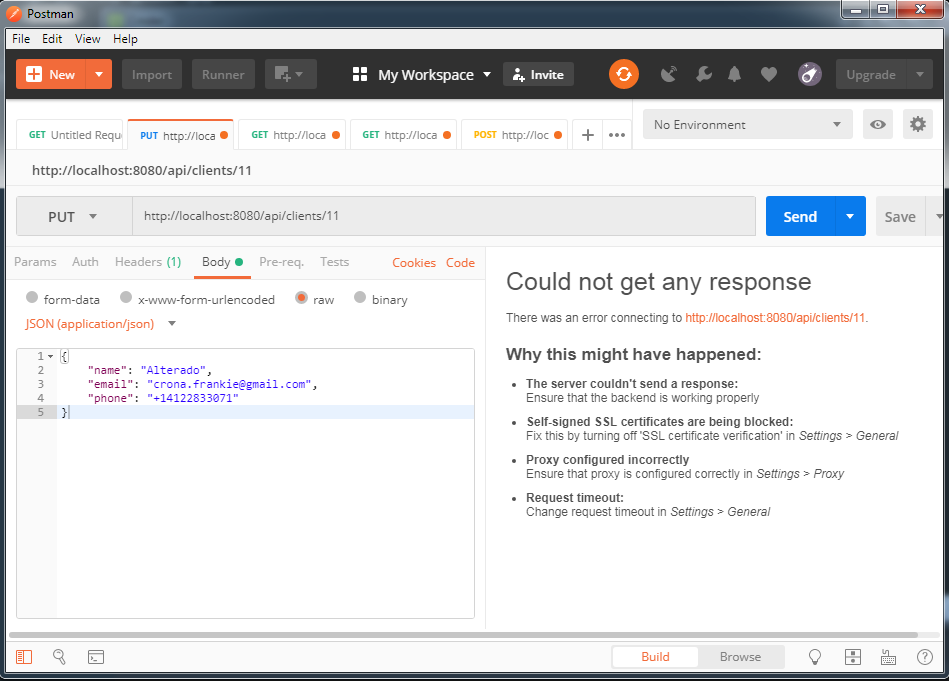 Postman
File Edit View Help
New Import Runner My Workspace Invite Upgrade
GET Untitled Requ PUT http://loca GET http://loca GET http://loca POST http://loc No Environment
http://localhost:8080/api/clients/11
PUT http://localhost:8080/api/clients/11 Send Save
Params Auth Headers (1) Body Pre-req. Tests Cookies Code
form-data x-www-form-urlencoded raw binary
JSON (application/json)
1 {
2 "name": "Alterado",
3 "email": "crona.frankie@gmail.com",
4 "phone": "+14122833071"
5 }
Could not get any response
There was an error connecting to http://localhost:8080/api/clients/11.
Why this might have happened:
• The server couldn't send a response:
Ensure that the backend is working properly
• Self-signed SSL certificates are being blocked:
Fix this by turning off 'SSL certificate verification' in Settings > General
• Proxy configured incorrectly
Ensure that proxy is configured correctly in Settings > Proxy
• Request timeout:
Change request timeout in Settings > General
Build Browse